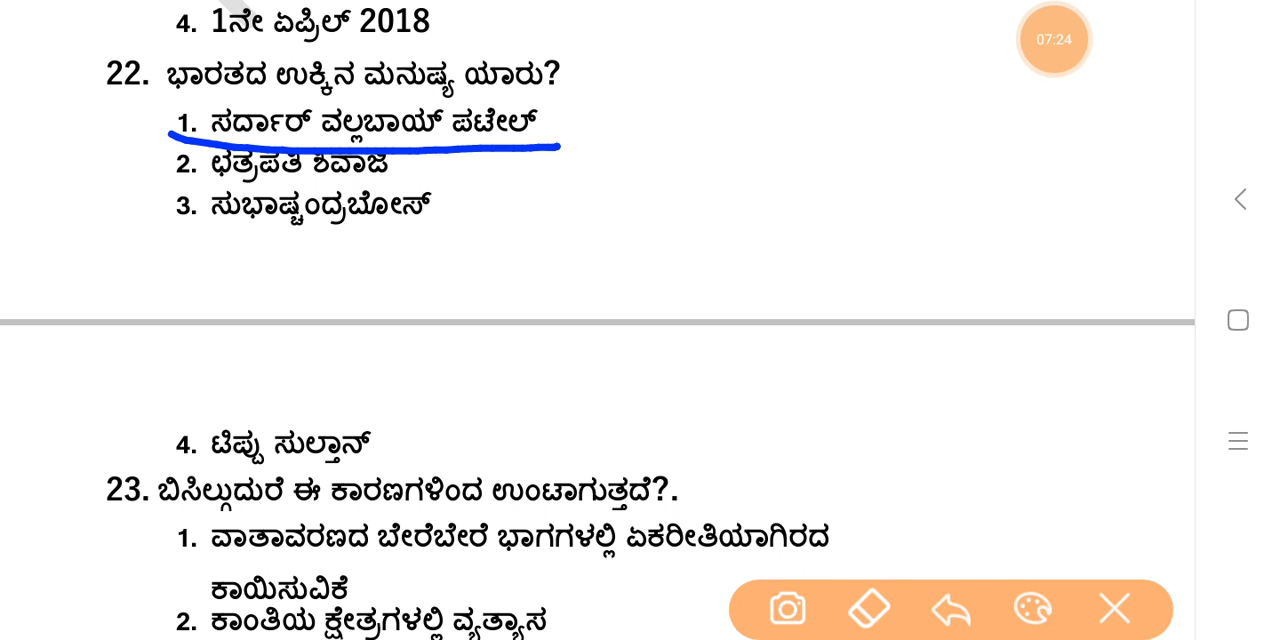 4. 1ನೇ ಏಪ್ರಿಲ್ 2018
07:24
22. ಭಾರತದ ಉಕ್ಕಿನ ಮನುಷ್ಯ ಯಾರು?
1. ಸರ್ದಾರ್ ವಲ್ಲಬಾಯ್ ಪಟೇಲ್
2. ಛತ್ರಪತಿ ಶಿವಾಜಿ
3. ಸುಭಾಷ್ಚಂದ್ರಬೋಸ್
4. ಟಿಪ್ಪು ಸುಲ್ತಾನ್
23. ಬಿಸಿಲ್ಗುದುರೆ ಈ ಕಾರಣಗಳಿಂದ ಉಂಟಾಗುತ್ತದೆ?.
1. ವಾತಾವರಣದ ಬೇರೆಬೇರೆ ಭಾಗಗಳಲ್ಲಿ ಏಕರೀತಿಯಾಗಿರದ
ಕಾಯಿಸುವಿಕೆ
2. ಕಾಂತಿಯ ಕ್ಷೇತ್ರಗಳಲ್ಲಿ ವ್ಯತ್ಯಾಸ